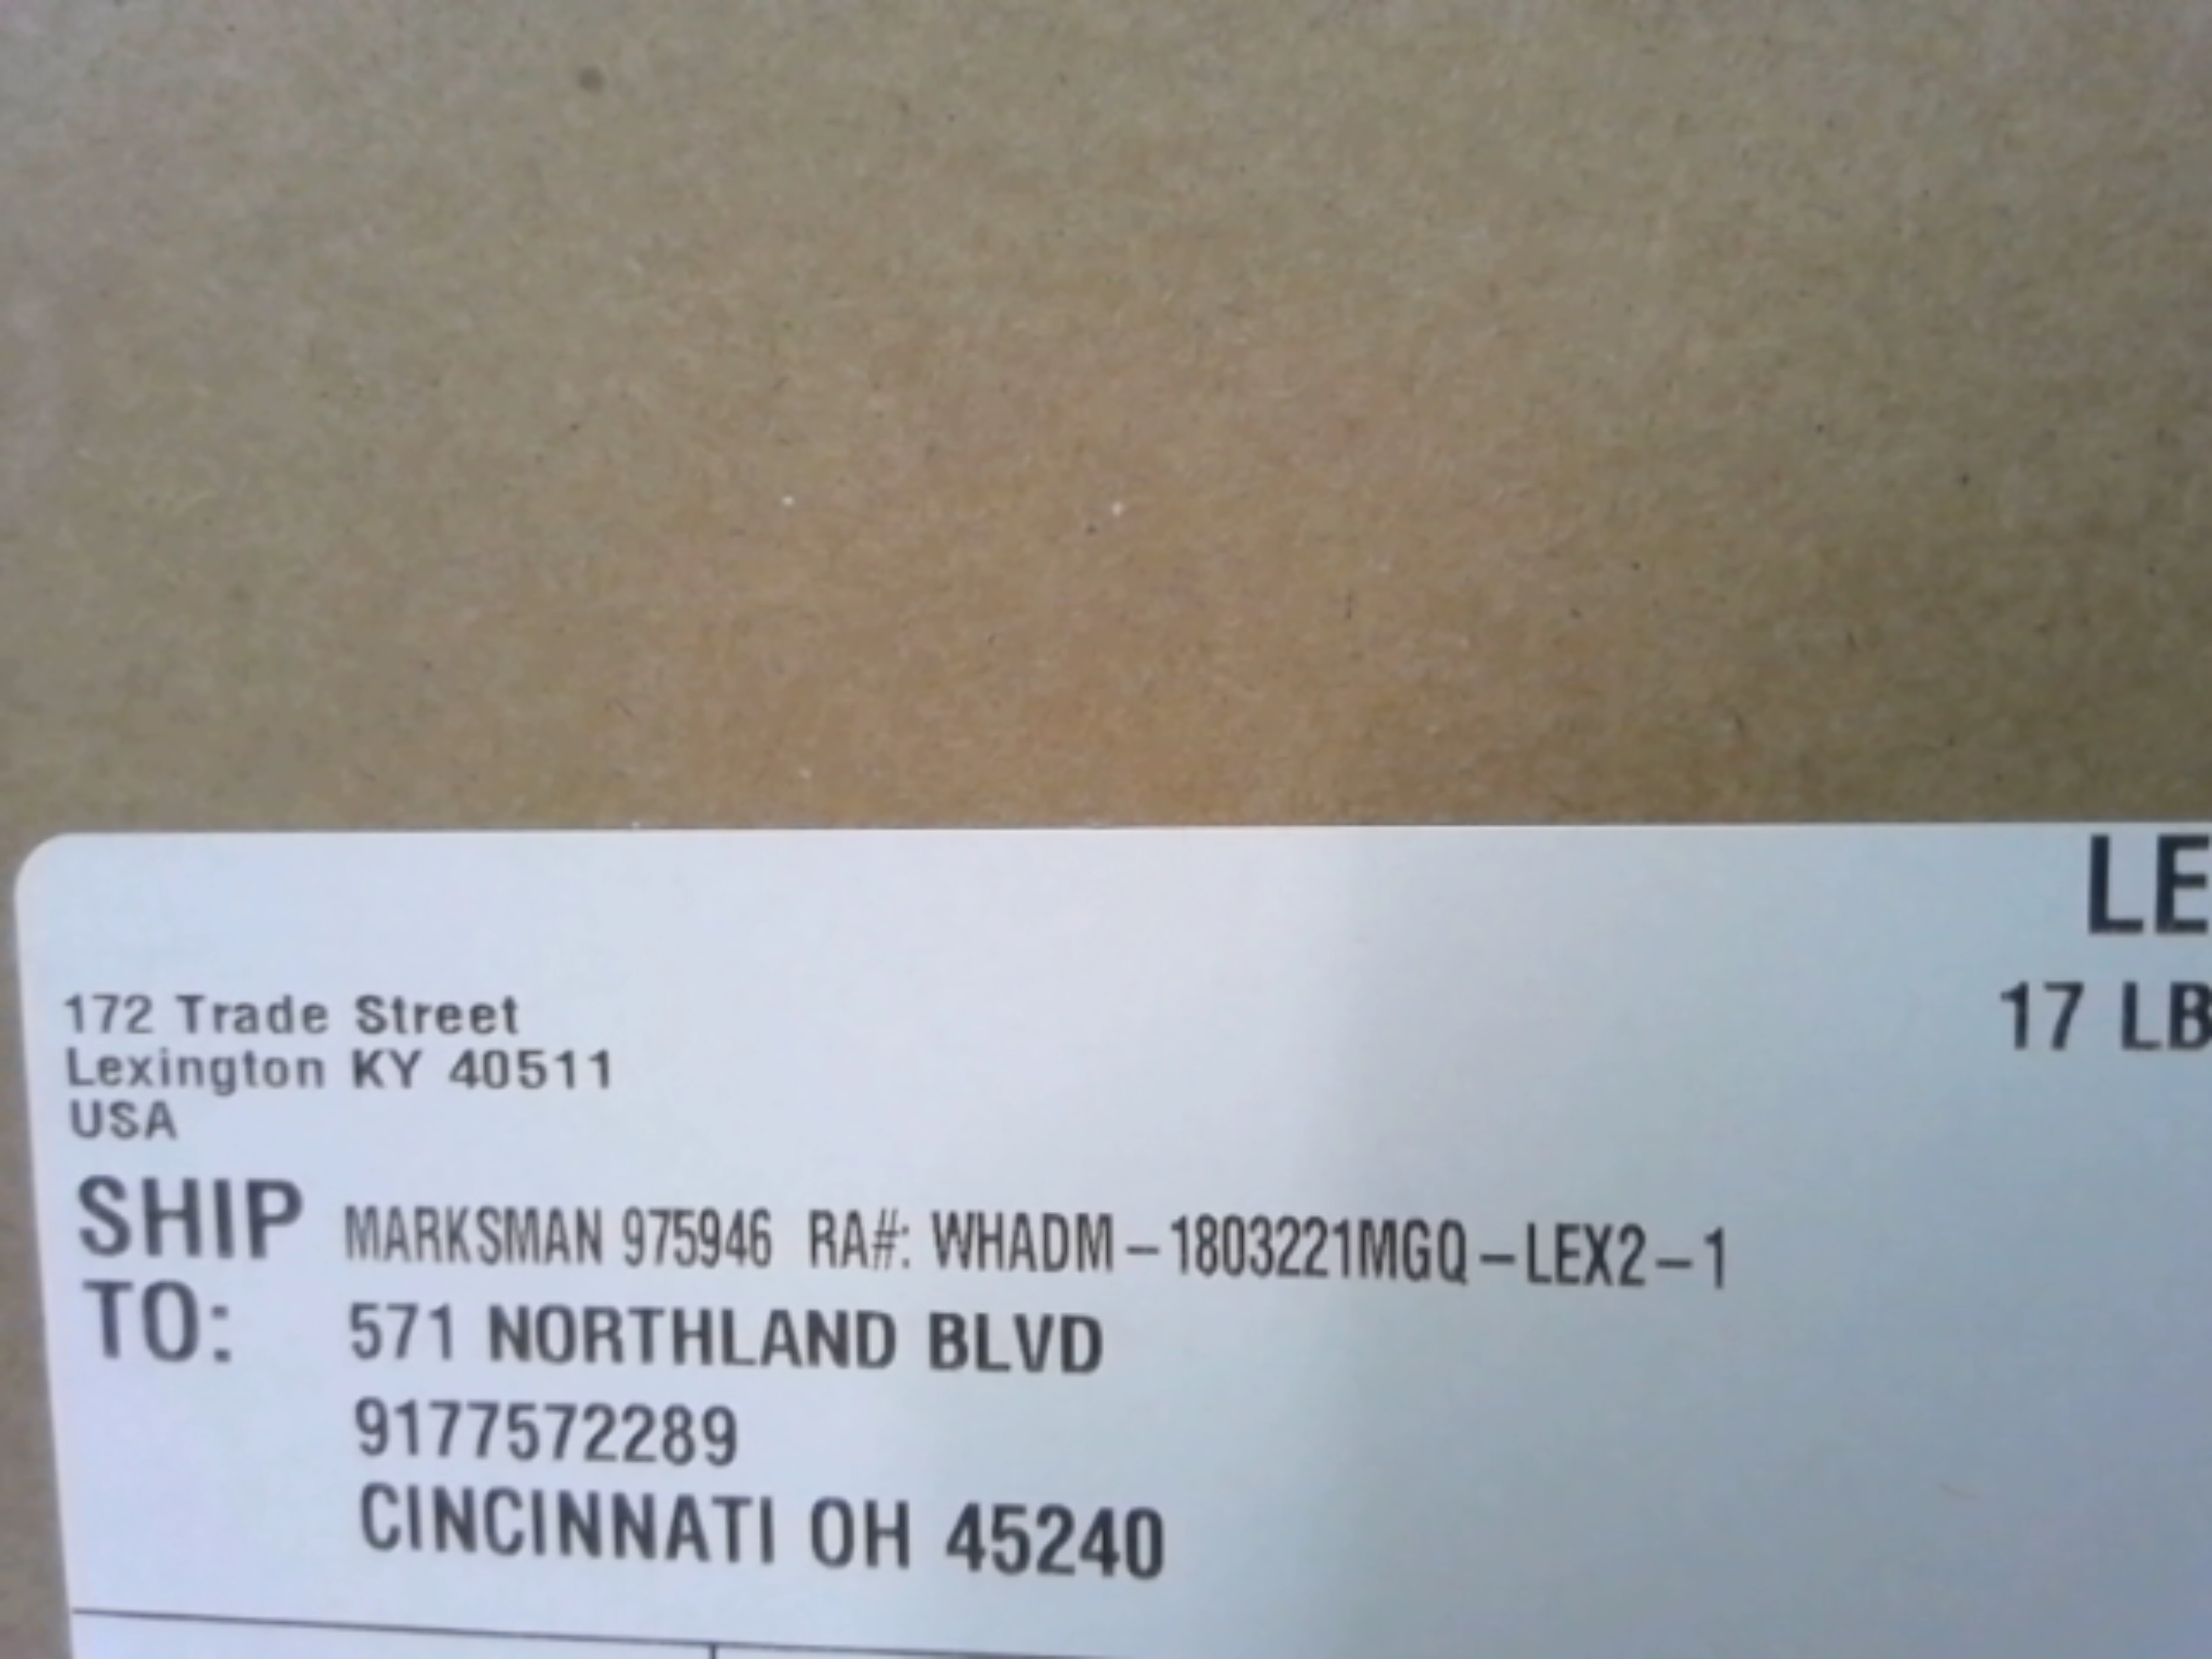 LE
172 Trade Street
17 LB
Lexington KY 40511
USA
SHIP TO: MARKSMAN 975946 RA#: WHADM-1803221MGQ-LEX2-1
571 NORTHLAND BLVD
9177572289
CINCINNATI OH 45240